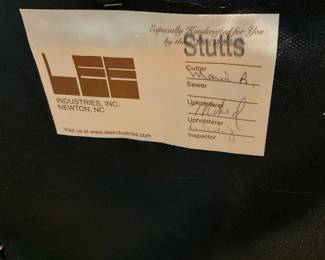 Especially Handcrafted for You
by the
Stutts
LEE
INDUSTRIES, INC.
NEWTON, NC
Visit us at www.leeindustries.com
Cutter
Maria R.
Sewer
Upholsterer
Upholsterer
Inspector